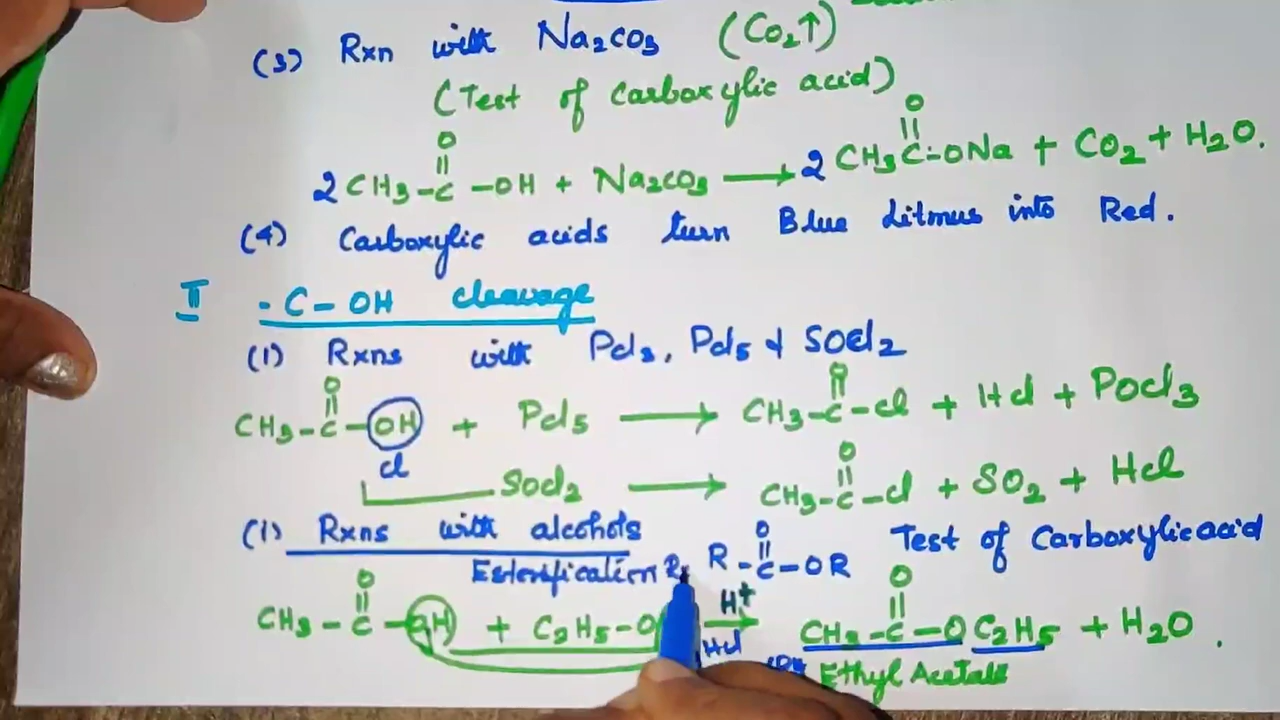 (3) Rxn with Na2CO3 (CO2↑)
(Test of Carboxylic acid)
2CH3-C(=O)-OH + Na2CO3 → 2CH3C(=O)-ONa + CO2 + H2O.
(4) Carboxylic acids turn Blue Litmus into Red.
II -C-OH cleavage
(1) Rxns with PCl3, PCl5 & SOCl2
CH3-C(=O)-OH + PCl5 → CH3-C(=O)-Cl + HCl + POCl3
Cl
SOCl2 → CH3-C(=O)-Cl + SO2 + HCl
(1) Rxns with alcohols
Esterification R-C(=O)-OR Test of Carboxylic acid
CH3-C(=O)-OH + C2H5-O H+ → CH3-C(=O)-O C2H5 + H2O.
HCl
Ethyl Acetate